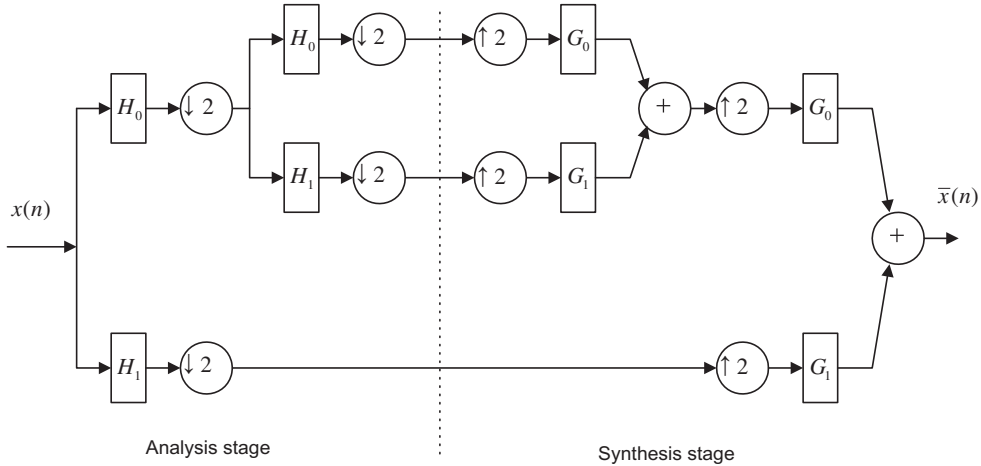 H₀ ↓2 ↑2 G₀
H₀ ↓2 + ↑2 G₀
H₁ ↓2 ↑2 G₁
x(n)
x̅(n)
+
H₁ ↓2 ↑2 G₁
Analysis stage
Synthesis stage